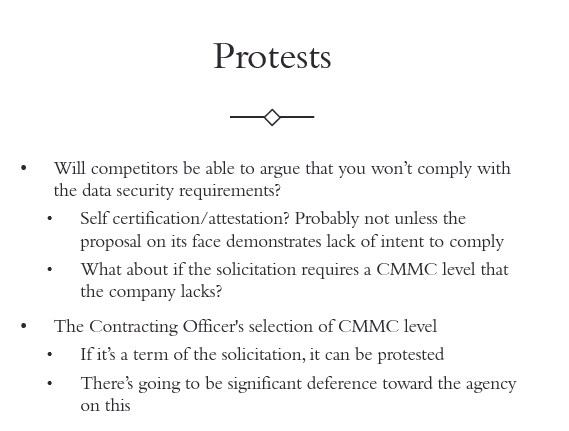 Protests
• Will competitors be able to argue that you won’t comply with
the data security requirements?
• Self certification/attestation? Probably not unless the
proposal on its face demonstrates lack of intent to comply
• What about if the solicitation requires a CMMC level that
the company lacks?
• The Contracting Officer's selection of CMMC level
• If it’s a term of the solicitation, it can be protested
• There’s going to be significant deference toward the agency
on this